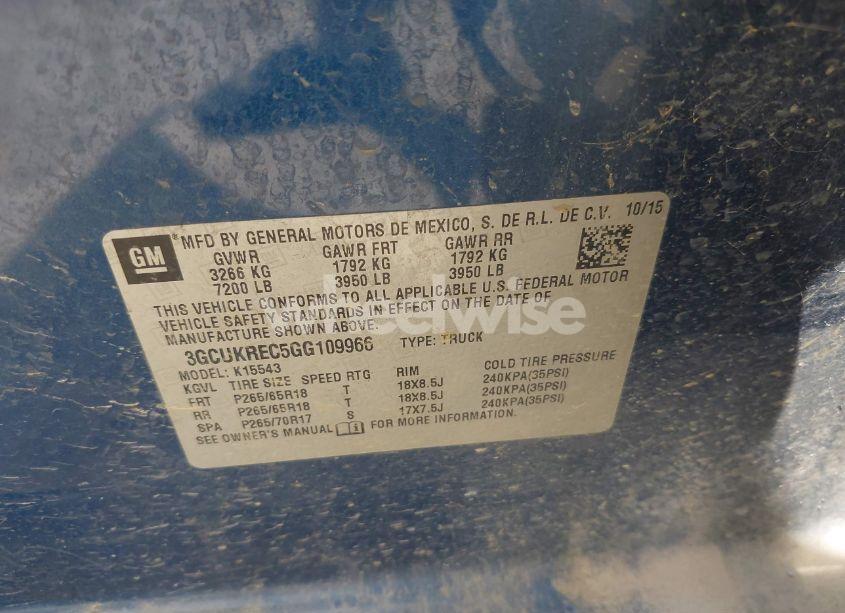 GM
® MFD BY GENERAL MOTORS DE MEXICO, S. DE R.L. DE C.V. 10/15
GVWR GAWR FRT GAWR RR
3266 KG 1792 KG 1792 KG
7200 LB 3950 LB 3950 LB
THIS VEHICLE CONFORMS TO ALL APPLICABLE U.S. FEDERAL MOTOR
VEHICLE SAFETY STANDARDS IN EFFECT ON THE DATE OF
MANUFACTURE SHOWN ABOVE.
3GCUKREC5GG109966 TYPE: TRUCK
MODEL: K15543
KGVL TIRE SIZE SPEED RTG RIM COLD TIRE PRESSURE
FRT P265/65R18 T 18X8.5J 240KPA(35PSI)
RR P265/65R18 T 18X8.5J 240KPA(35PSI)
SPA P265/70R17 S 17X7.5J 240KPA(35PSI)
SEE OWNER'S MANUAL FOR MORE INFORMATION.